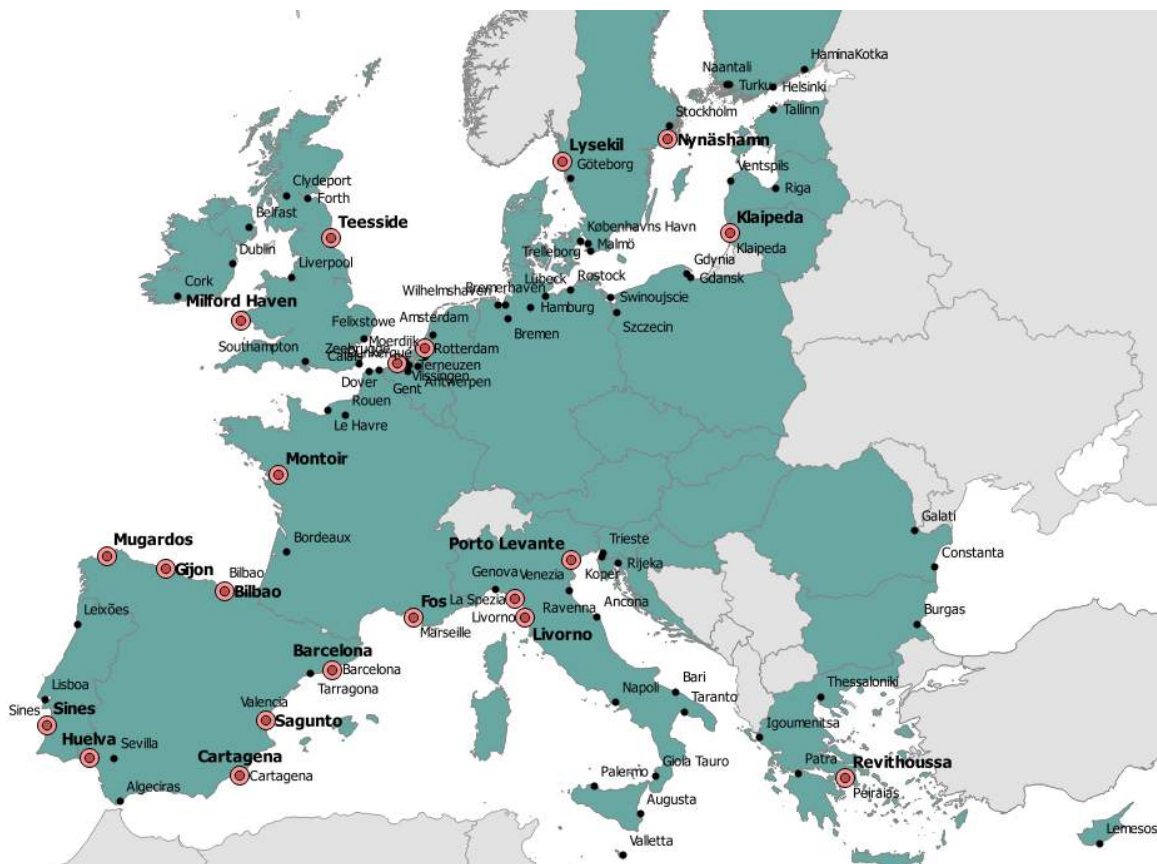 HaminaKotka
Naantali
Turku
Helsinki
Tallinn
Stockholm
Nynäshamn
Lysekil
Göteborg
Ventspils
Riga
Clydeport
Forth
Belfast
Teesside
Klaipeda
Klaipeda
Københavns Havn
Malmö
Trelleborg
Dublin
Liverpool
Gdynia
Gdansk
Cork
Milford Haven
Wilhelmshaven
Bremerhaven
Lübeck
Rostock
Hamburg
Swinoujscie
Bremen
Szczecin
Felixstowe
Amsterdam
Moerdijk
Zeebrugge
Rotterdam
Southampton
Calais
Terneuzen
Vlissingen
Dover
Gent
Antwerpen
Rouen
Le Havre
Montoir
Galati
Mugardos
Bordeaux
Porto Levante
Trieste
Constanta
Gijon
Bilbao
Bilbao
Genova
Venezia
Koper
Rijeka
Leixões
Fos
La Spezia
Ravenna
Ancona
Marseille
Livorno
Livorno
Burgas
Barcelona
Barcelona
Tarragona
Lisboa
Valencia
Napoli
Bari
Taranto
Thessaloniki
Sines
Sines
Sagunto
Igoumenitsa
Huelva
Sevilla
Cartagena
Cartagena
Gioia Tauro
Patra
Revithoussa
Algeciras
Palermo
Peiraias
Augusta
Valletta
Lemesos